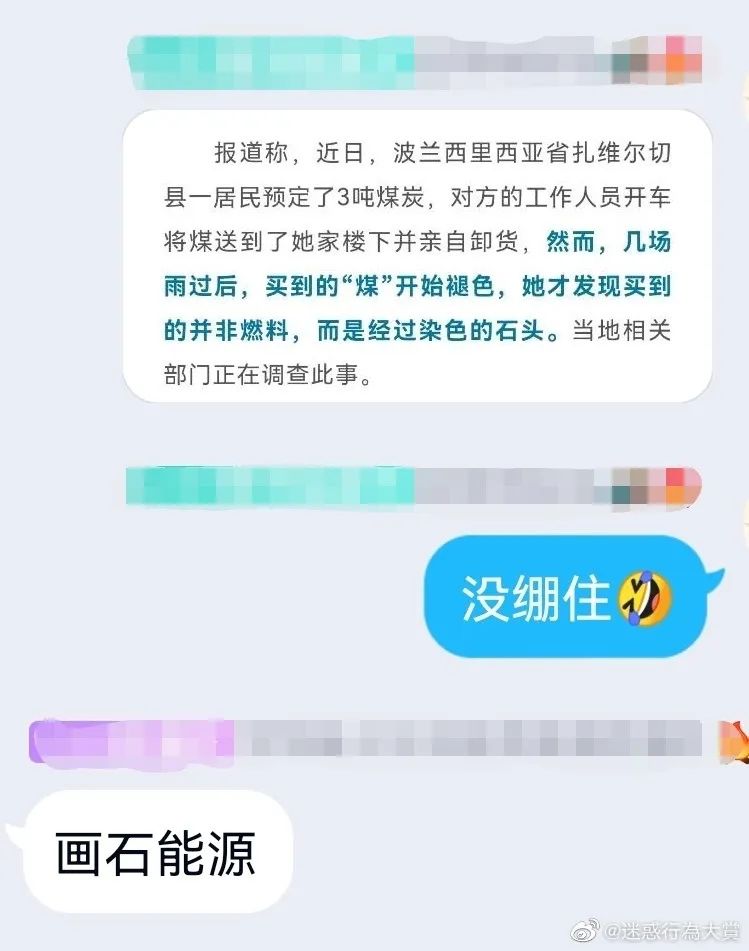 报道称，近日，波兰西里西亚省扎维尔切
县一居民预定了3吨煤炭，对方的工作人员开车
将煤送到了她家楼下并亲自卸货，然而，几场
雨过后，买到的“煤”开始褪色，她才发现买到
的并非燃料，而是经过染色的石头。当地相关
部门正在调查此事。
没绷住🤣
画石能源
@迷惑行為大賞